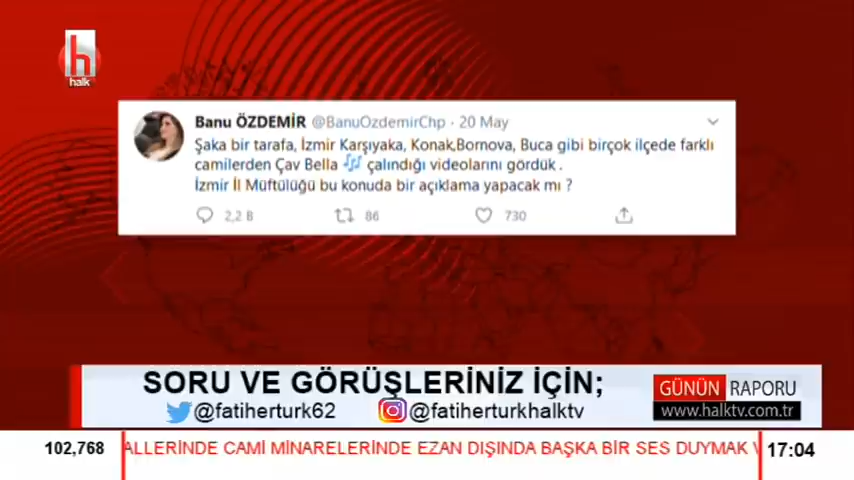 h
halk
Banu ÖZDEMİR @BanuOzdemirChp · 20 May
Şaka bir tarafa, İzmir Karşıyaka, Konak,Bornova, Buca gibi birçok ilçede farklı
camilerden Çav Bella 🎶 çalındığı videolarını gördük .
İzmir İl Müftülüğü bu konuda bir açıklama yapacak mı ?
2,2 B 86 730
SORU VE GÖRÜŞLERİNİZ İÇİN;
@fatiherturk62 @fatiherturkhalktv
GÜNÜN RAPORU
www.halktv.com.tr
102,768 ALLERİNDE CAMİ MİNARELERİNDE EZAN DIŞINDA BAŞKA BİR SES DUYMAK 17:04